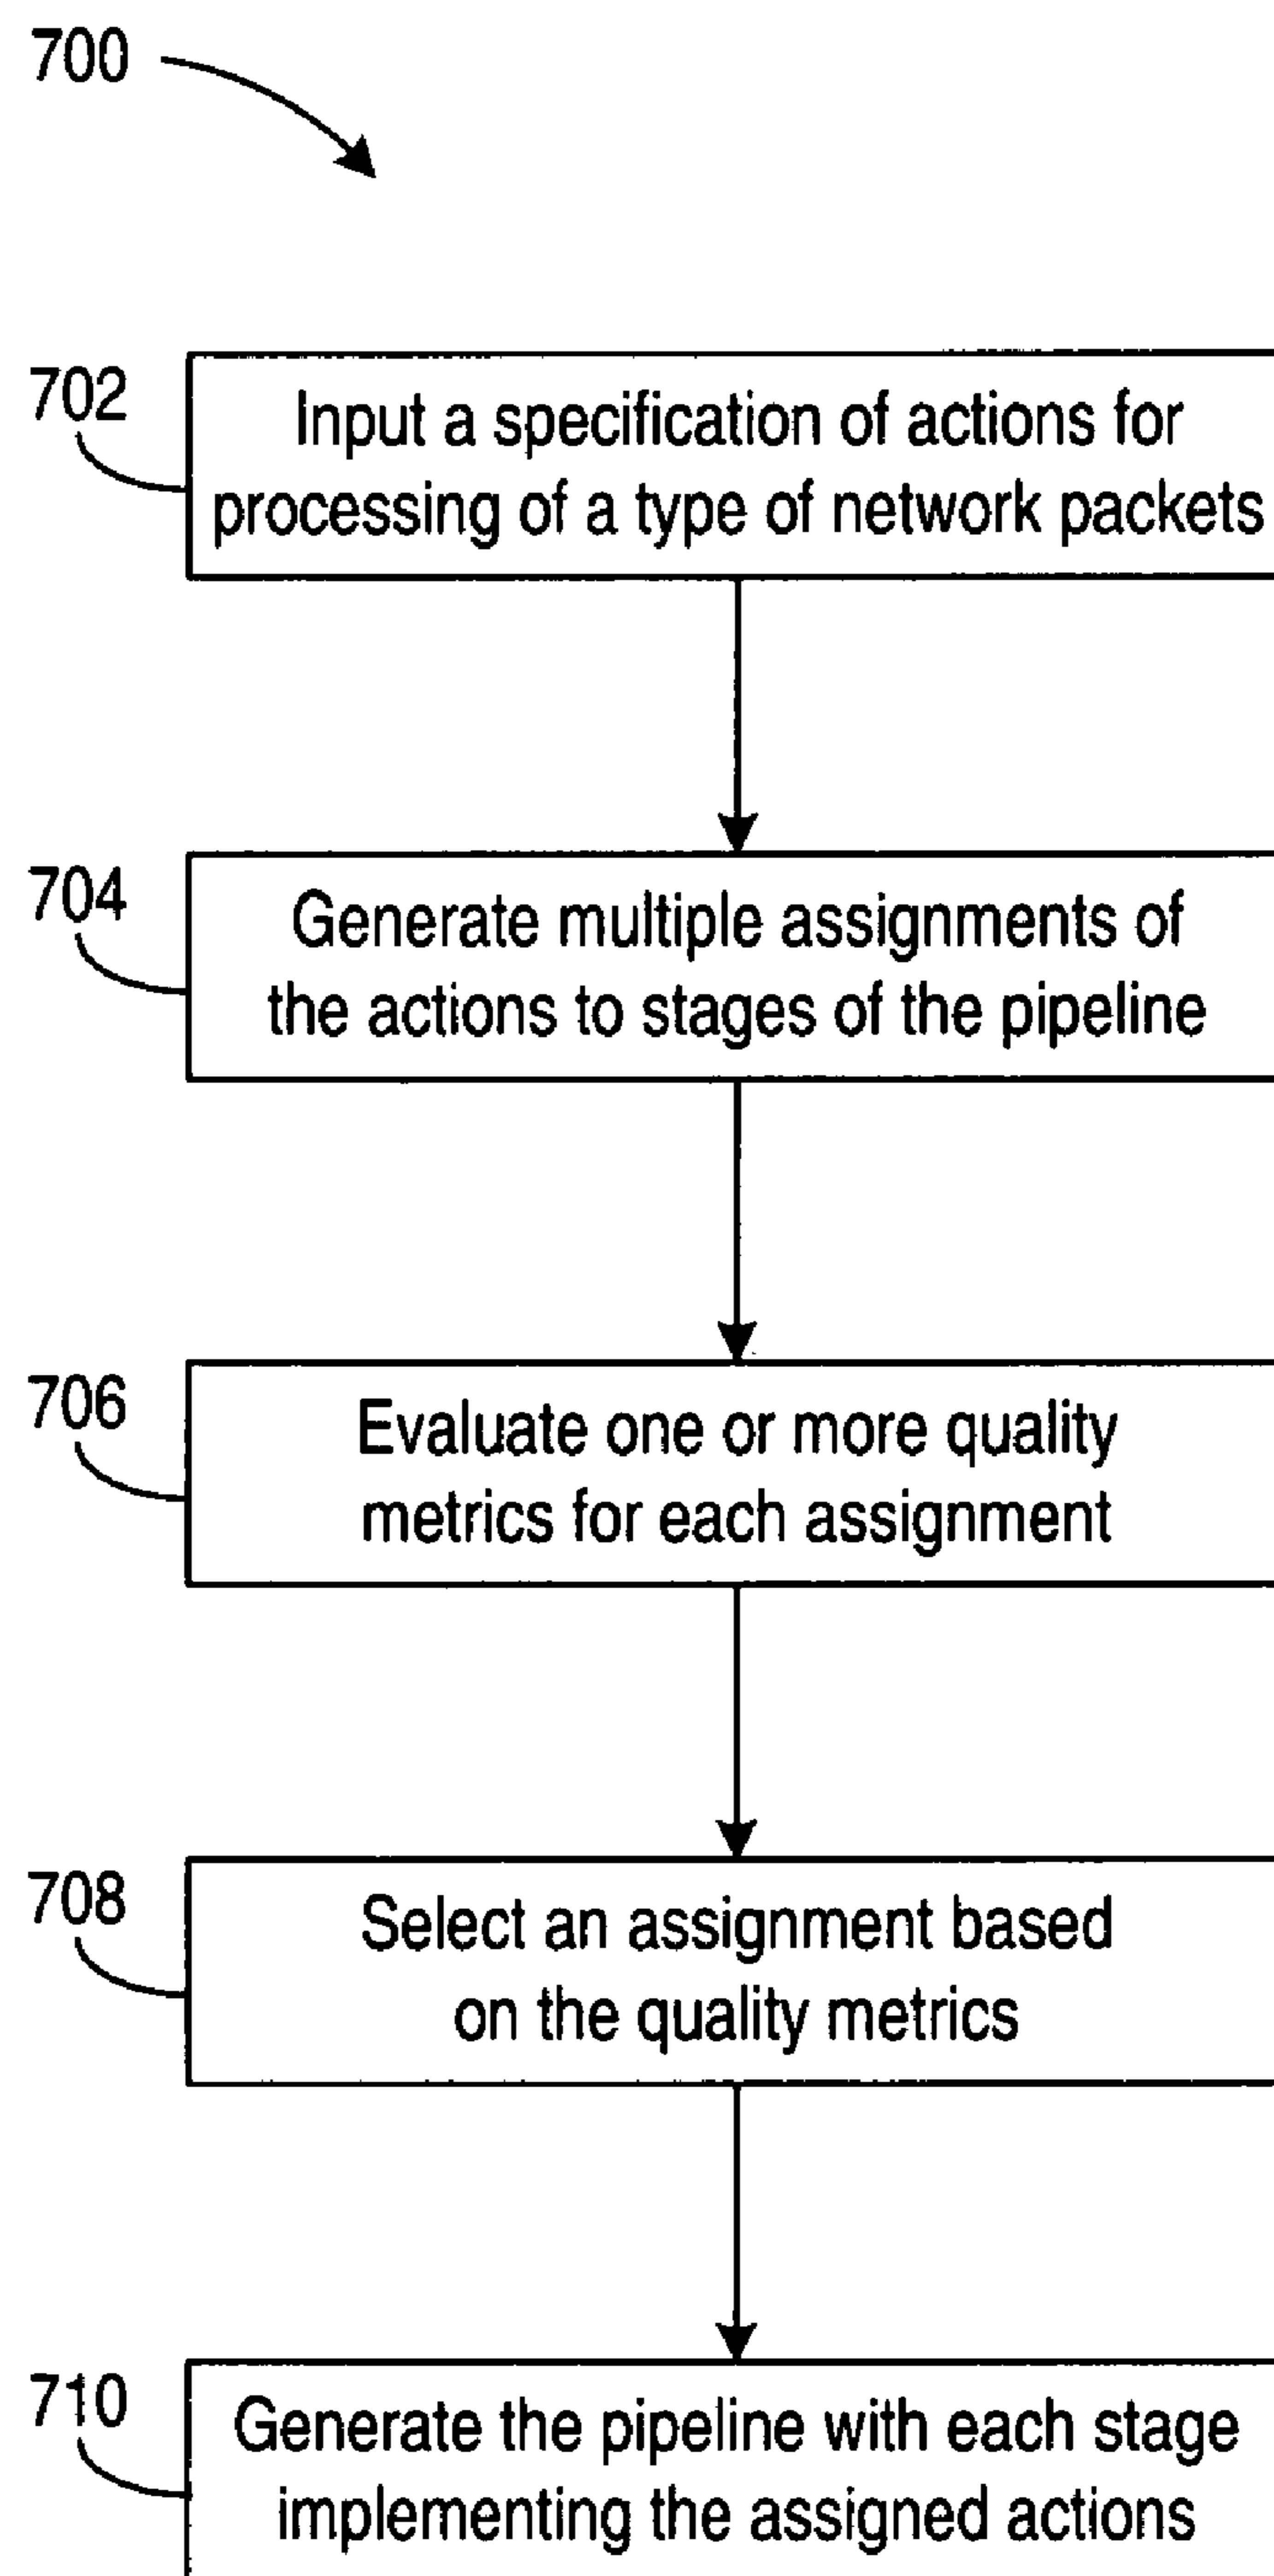 700
702
Input a specification of actions for
processing of a type of network packets
704
Generate multiple assignments of
the actions to stages of the pipeline
706
Evaluate one or more quality
metrics for each assignment
708
Select an assignment based
on the quality metrics
710
Generate the pipeline with each stage
implementing the assigned actions